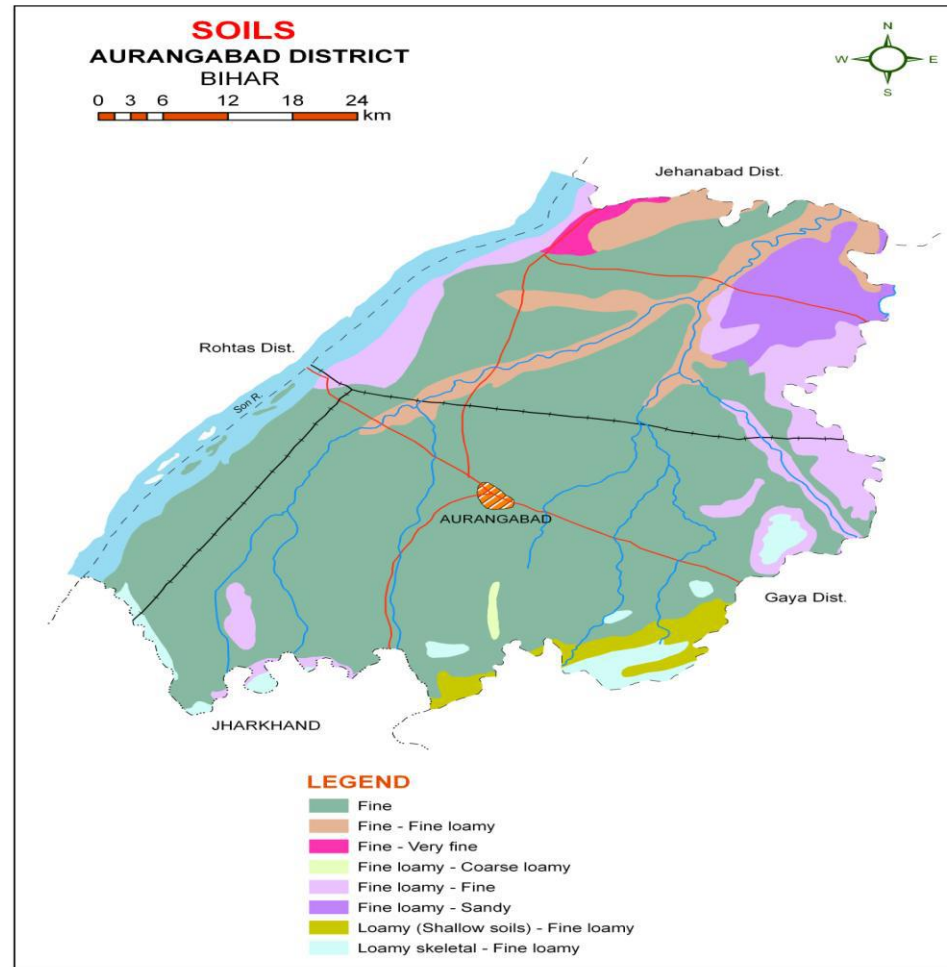 SOILS
AURANGABAD DISTRICT
BIHAR
0 3 6 12 18 24
km
N
W E
S
Jehanabad Dist.
Rohtas Dist.
Son R.
AURANGABAD
Gaya Dist.
JHARKHAND
LEGEND
Fine
Fine - Fine loamy
Fine - Very fine
Fine loamy - Coarse loamy
Fine loamy - Fine
Fine loamy - Sandy
Loamy (Shallow soils) - Fine loamy
Loamy skeletal - Fine loamy